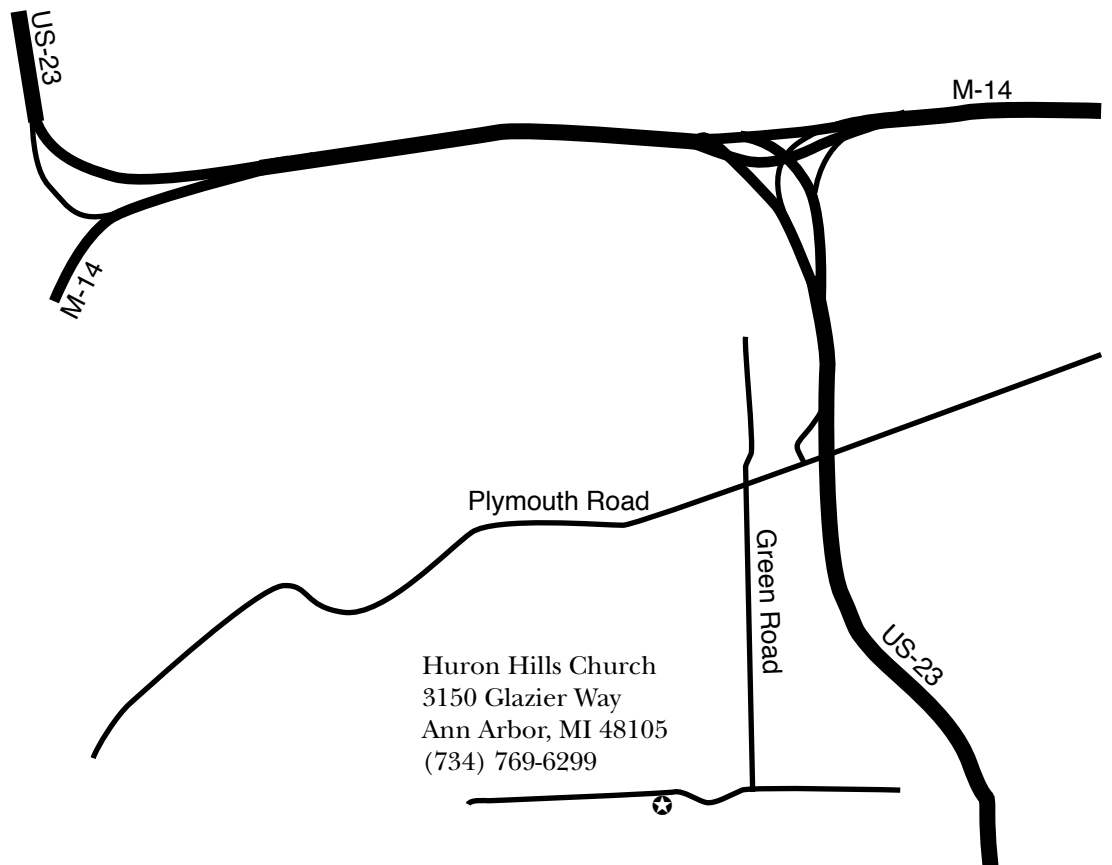 US-23
M-14
M-14
Plymouth Road
Green Road
US-23
Huron Hills Church
3150 Glazier Way
Ann Arbor, MI 48105
(734) 769-6299